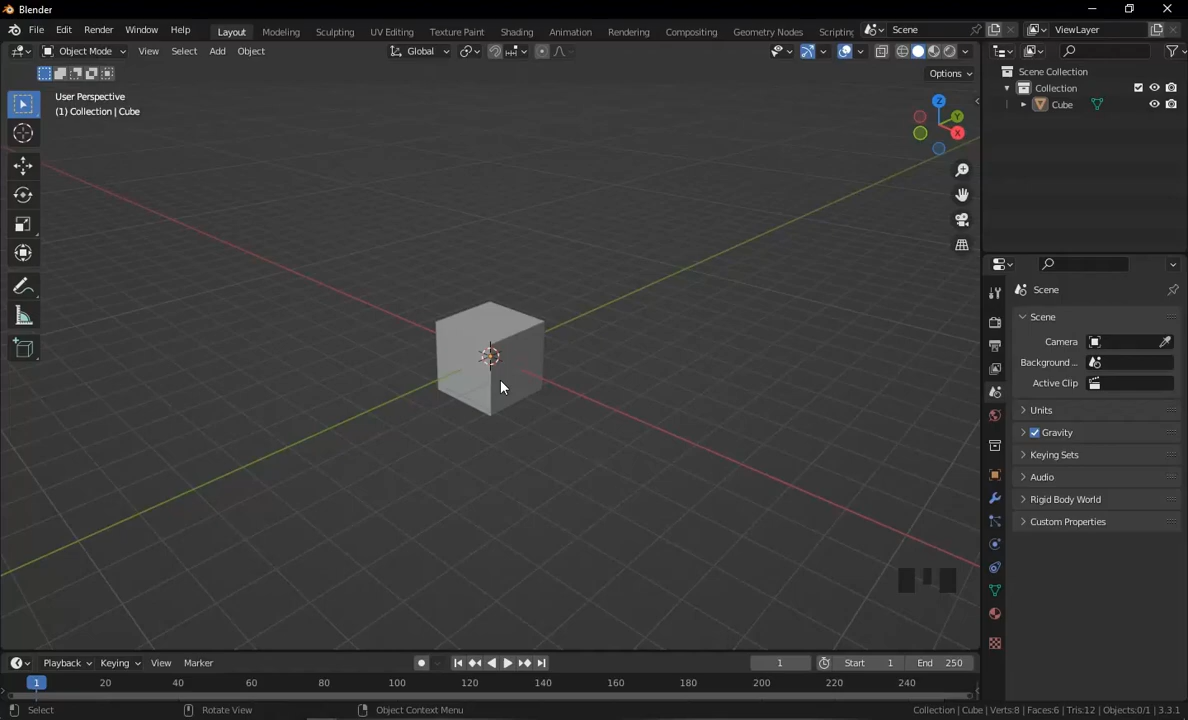 Blender
File Edit Render Window Help Layout Modeling Sculpting UV Editing Texture Paint Shading Animation Rendering Compositing Geometry Nodes Scripting Scene ViewLayer
Object Mode View Select Add Object Global
Options
User Perspective
(1) Collection | Cube
Z
Y
X
Scene Collection
Collection
Cube
Scene
Scene
Camera
Background ...
Active Clip
Units
Gravity
Keying Sets
Audio
Rigid Body World
Custom Properties
Playback Keying View Marker 1 Start 1 End 250
1 20 40 60 80 100 120 140 160 180 200 220 240
Select Rotate View Object Context Menu Collection | Cube | Verts:8 | Faces:6 | Tris:12 | Objects:0/1 | 3.3.1